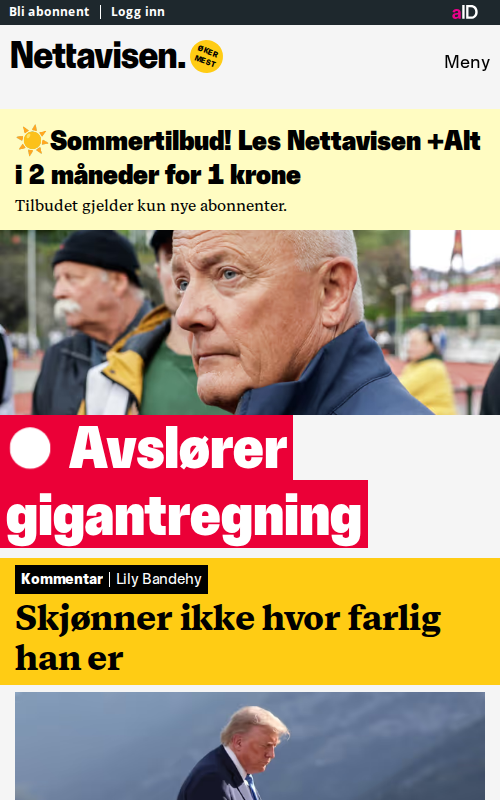 Bli abonnent | Logg inn
aID
Nettavisen.
ØKER
MEST
Meny
☀️Sommertilbud! Les Nettavisen +Alt
i 2 måneder for 1 krone
Tilbudet gjelder kun nye abonnenter.
Avslører
gigantregning
Kommentar | Lily Bandehy
Skjønner ikke hvor farlig
han er